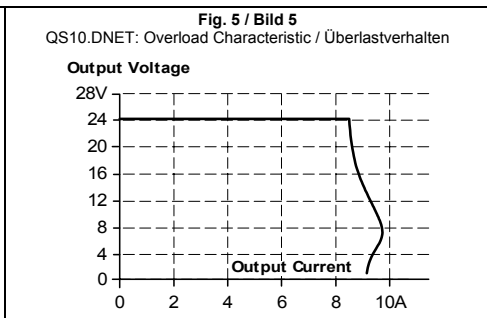 Fig. 5 / Bild 5
QS10.DNET: Overload Characteristic / Überlastverhalten
Output Voltage
28V
24
20
16
12
8
4
0
Output Current
0 2 4 6 8 10A